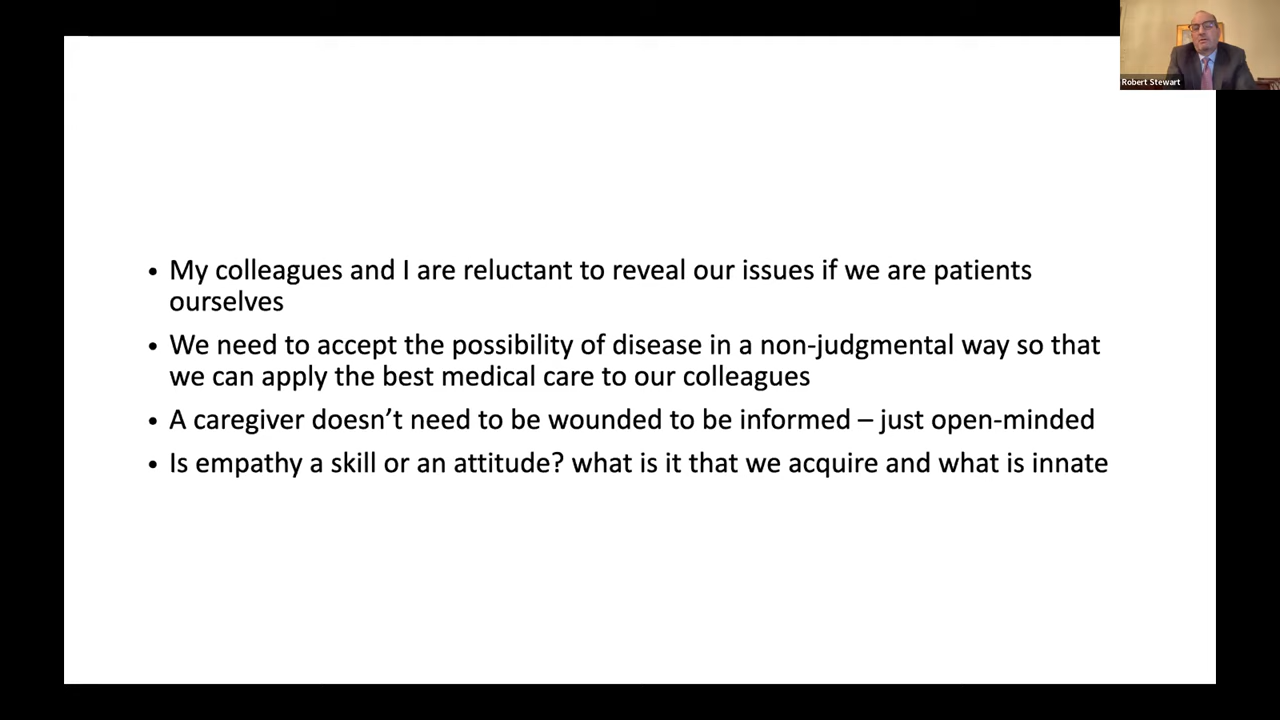 Robert Stewart
• My colleagues and I are reluctant to reveal our issues if we are patients
ourselves
• We need to accept the possibility of disease in a non-judgmental way so that
we can apply the best medical care to our colleagues
• A caregiver doesn’t need to be wounded to be informed – just open-minded
• Is empathy a skill or an attitude? what is it that we acquire and what is innate